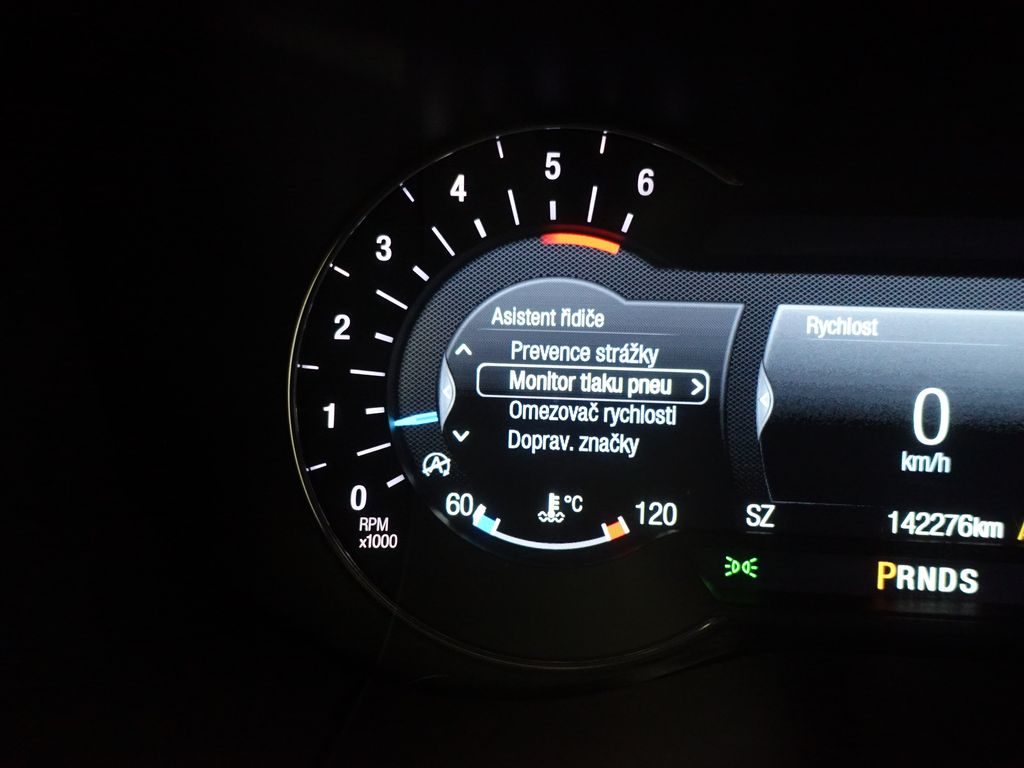 6
5
4
3
2
1
0
RPM
x1000
Asistent řidiče
Prevence strážky
Monitor tlaku pneu
Omezovač rychlosti
Doprav. značky
A
60 °C 120
Rychlost
0
km/h
SZ 142276km
PRNDS